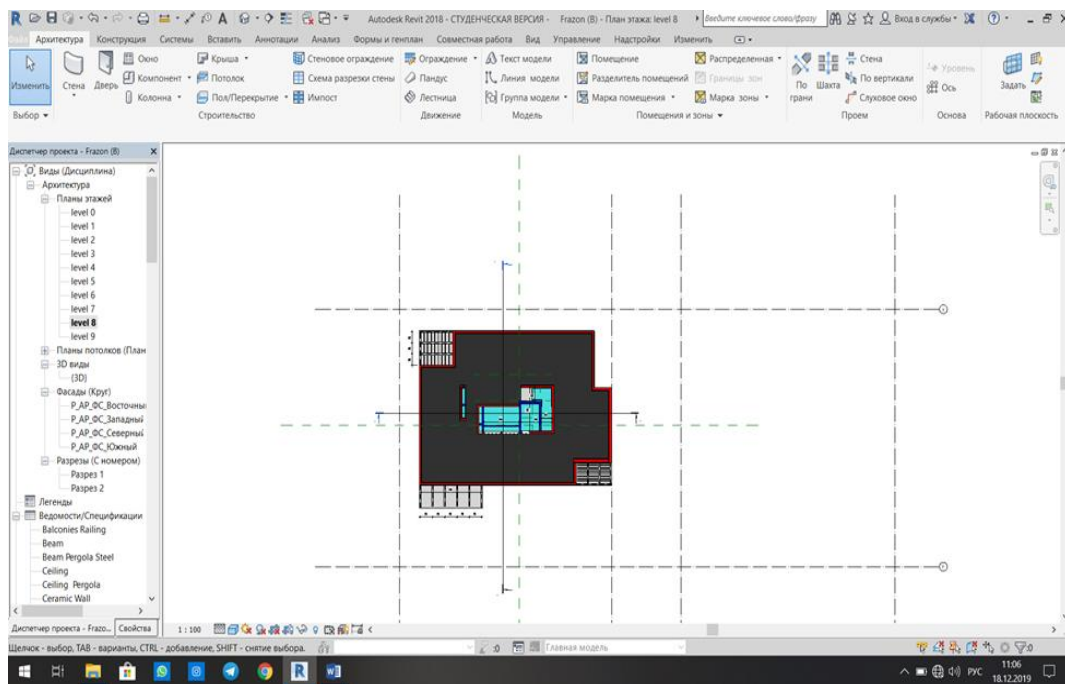 Autodesk Revit 2018 - СТУДЕНЧЕСКАЯ ВЕРСИЯ - Frazon (B) - План этажа: level 8
Введите ключевое слово/фразу
Вход в службы
Архитектура Конструкция Системы Вставить Аннотации Анализ Формы и генплан Совместная работа Вид Управление Надстройки Изменить
Окно Крыша Стеновое ограждение Ограждение Текст модели Помещение Распределенная Стена
Уровень
Изменить Стена Дверь Компонент Потолок Схема разрезки стены Пандус Линия модели Разделитель помещений Границы зон По грани Шахта По вертикали Ось Задать
Колонна Пол/Перекрытие Импост Лестница Группа модели Марка помещения Марка зоны Слуховое окно
Выбор Строительство Движение Модель Помещения и зоны Проем Основа Рабочая плоскость
Диспетчер проекта - Frazon (B)
Виды (Дисциплина)
Архитектура
Планы этажей
level 0
level 1
level 2
level 3
level 4
level 5
level 6
level 7
level 8
level 9
Планы потолков (План
3D виды
{3D}
Фасады (Круг)
Р_АР_ФС_Восточны
Р_АР_ФС_Западный
Р_АР_ФС_Северный
Р_АР_ФС_Южный
Разрезы (С номером)
Разрез 1
Разрез 2
Легенды
Ведомости/Спецификации
Balconies Railing
Beam
Beam Pergola Steel
Ceiling
Ceiling Pergola
Ceramic Wall
Диспетчер проекта - Frazo... Свойства
1 : 100
Щелчок - выбор, TAB - варианты, CTRL - добавление, SHIFT - снятие выбора.
:0
Главная модель
:0
РУС
11:06
18.12.2019